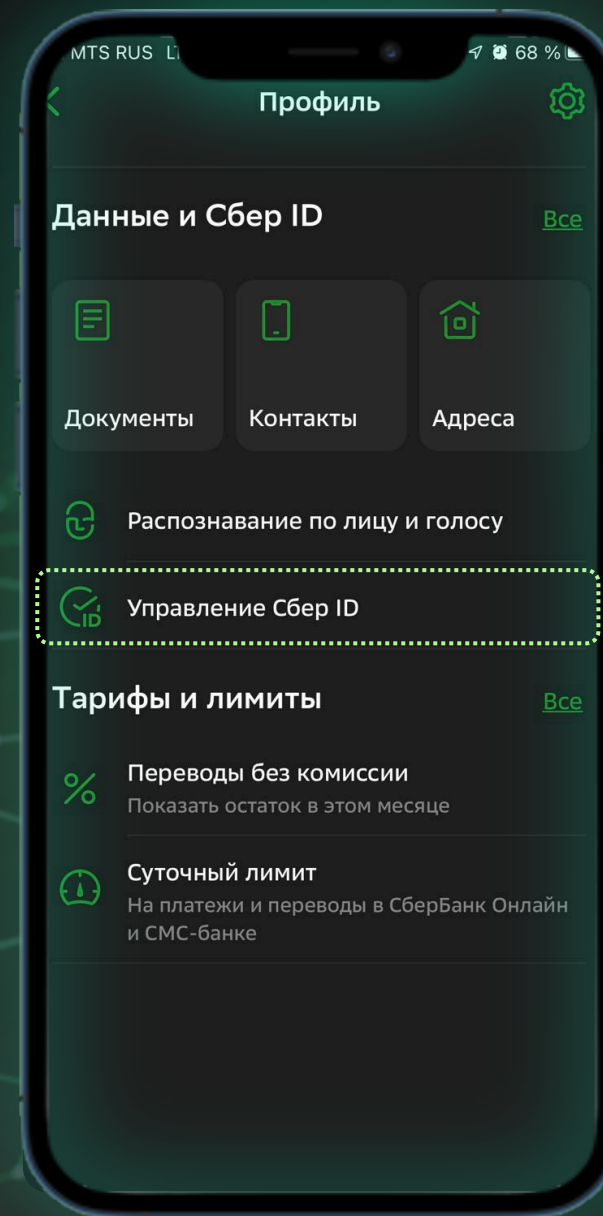 MTS RUS
68 %
Профиль
Данные и Сбер ID
Все
Документы
Контакты
Адреса
Распознавание по лицу и голосу
ID
Управление Сбер ID
Тарифы и лимиты
Все
Переводы без комиссии
Показать остаток в этом месяце
Суточный лимит
На платежи и переводы в СберБанк Онлайн
и СМС-банке